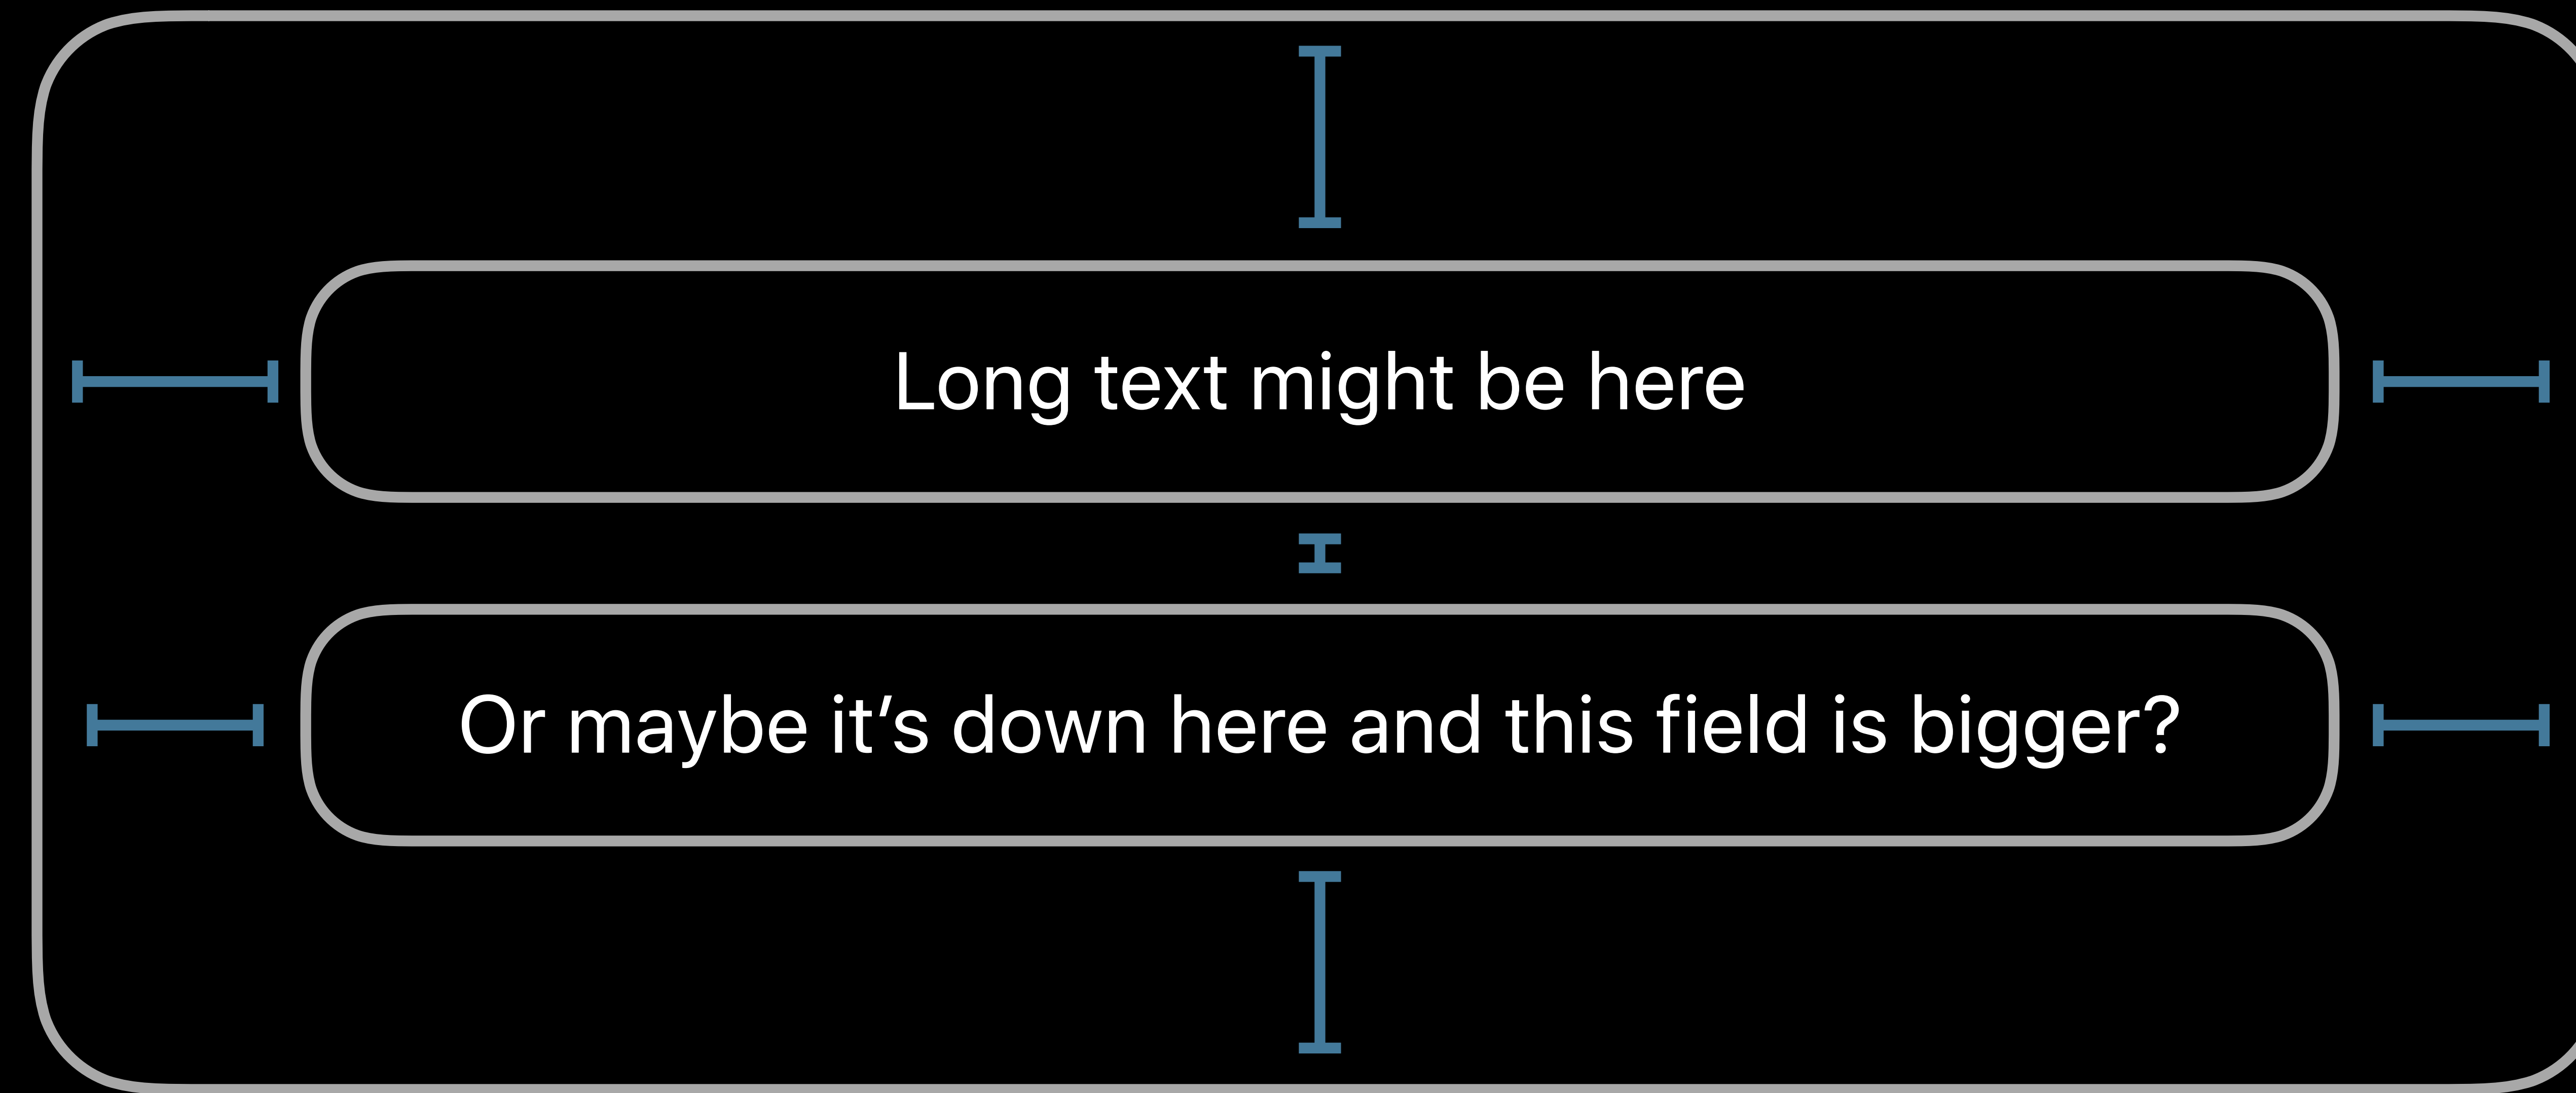 Long text might be here
Or maybe it’s down here and this field is bigger?